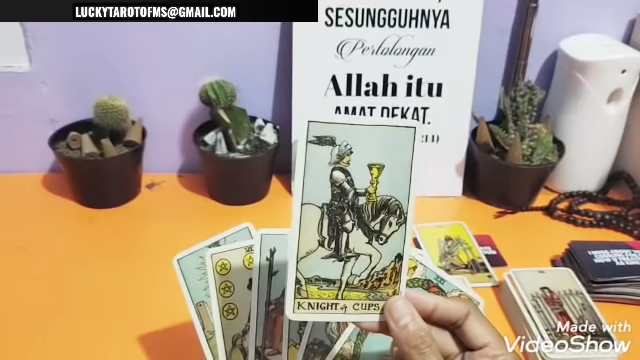 LUCKYTAROTOFMS@GMAIL.COM
SESUNGGUHNYA
Pertolongan
Allah itu
AMAT DEKAT.
KNIGHT of CUPS
Made with
VideoShow